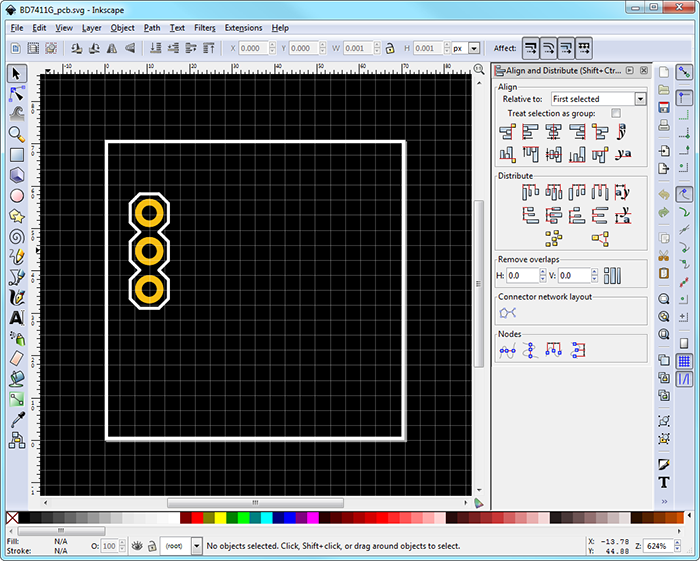 BD7411G_pcb.svg - Inkscape
File Edit View Layer Object Path Text Filters Extensions Help
X 0.000 Y 0.000 W 0.001 H 0.001 px Affect:
Align and Distribute (Shift+Ctr...
Align
Relative to: First selected
Treat selection as group:
Distribute
Remove overlaps
H: 0.0 V: 0.0
Connector network layout
Nodes
Fill: N/A
Stroke: N/A
O: 100
(root)
No objects selected. Click, Shift+click, or drag around objects to select.
X: -13.78
Y: 44.88
Z: 624%